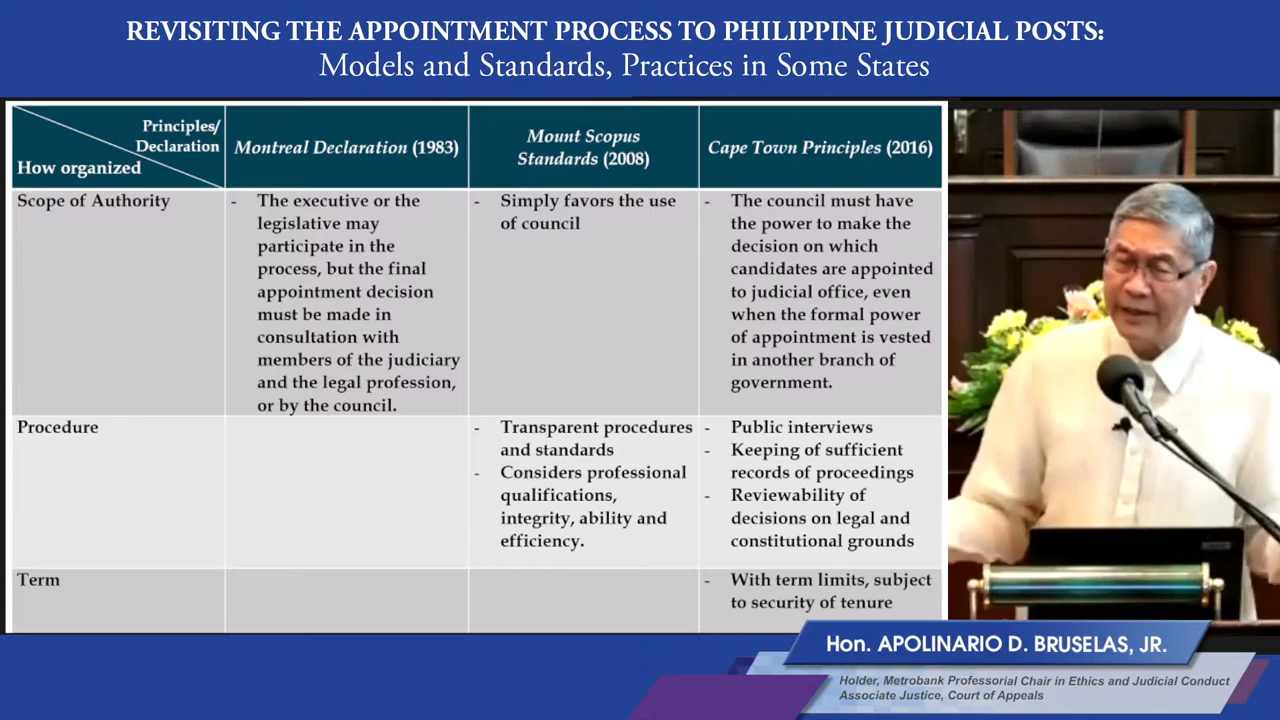 REVISITING THE APPOINTMENT PROCESS TO PHILIPPINE JUDICIAL POSTS:
Models and Standards, Practices in Some States
Principles/
Declaration
How organized
Montreal Declaration (1983)
Mount Scopus
Standards (2008)
Cape Town Principles (2016)
Scope of Authority
- The executive or the
legislative may
participate in the
process, but the final
appointment decision
must be made in
consultation with
members of the judiciary
and the legal profession,
or by the council.
- Simply favors the use
of council
- The council must have
the power to make the
decision on which
candidates are appointed
to judicial office, even
when the formal power
of appointment is vested
in another branch of
government.
Procedure
- Transparent procedures
and standards
- Considers professional
qualifications,
integrity, ability and
efficiency.
- Public interviews
- Keeping of sufficient
records of proceedings
- Reviewability of
decisions on legal and
constitutional grounds
Term
- With term limits, subject
to security of tenure
Hon. APOLINARIO D. BRUSELAS, JR.
Holder, Metrobank Professorial Chair in Ethics and Judicial Conduct
Associate Justice, Court of Appeals